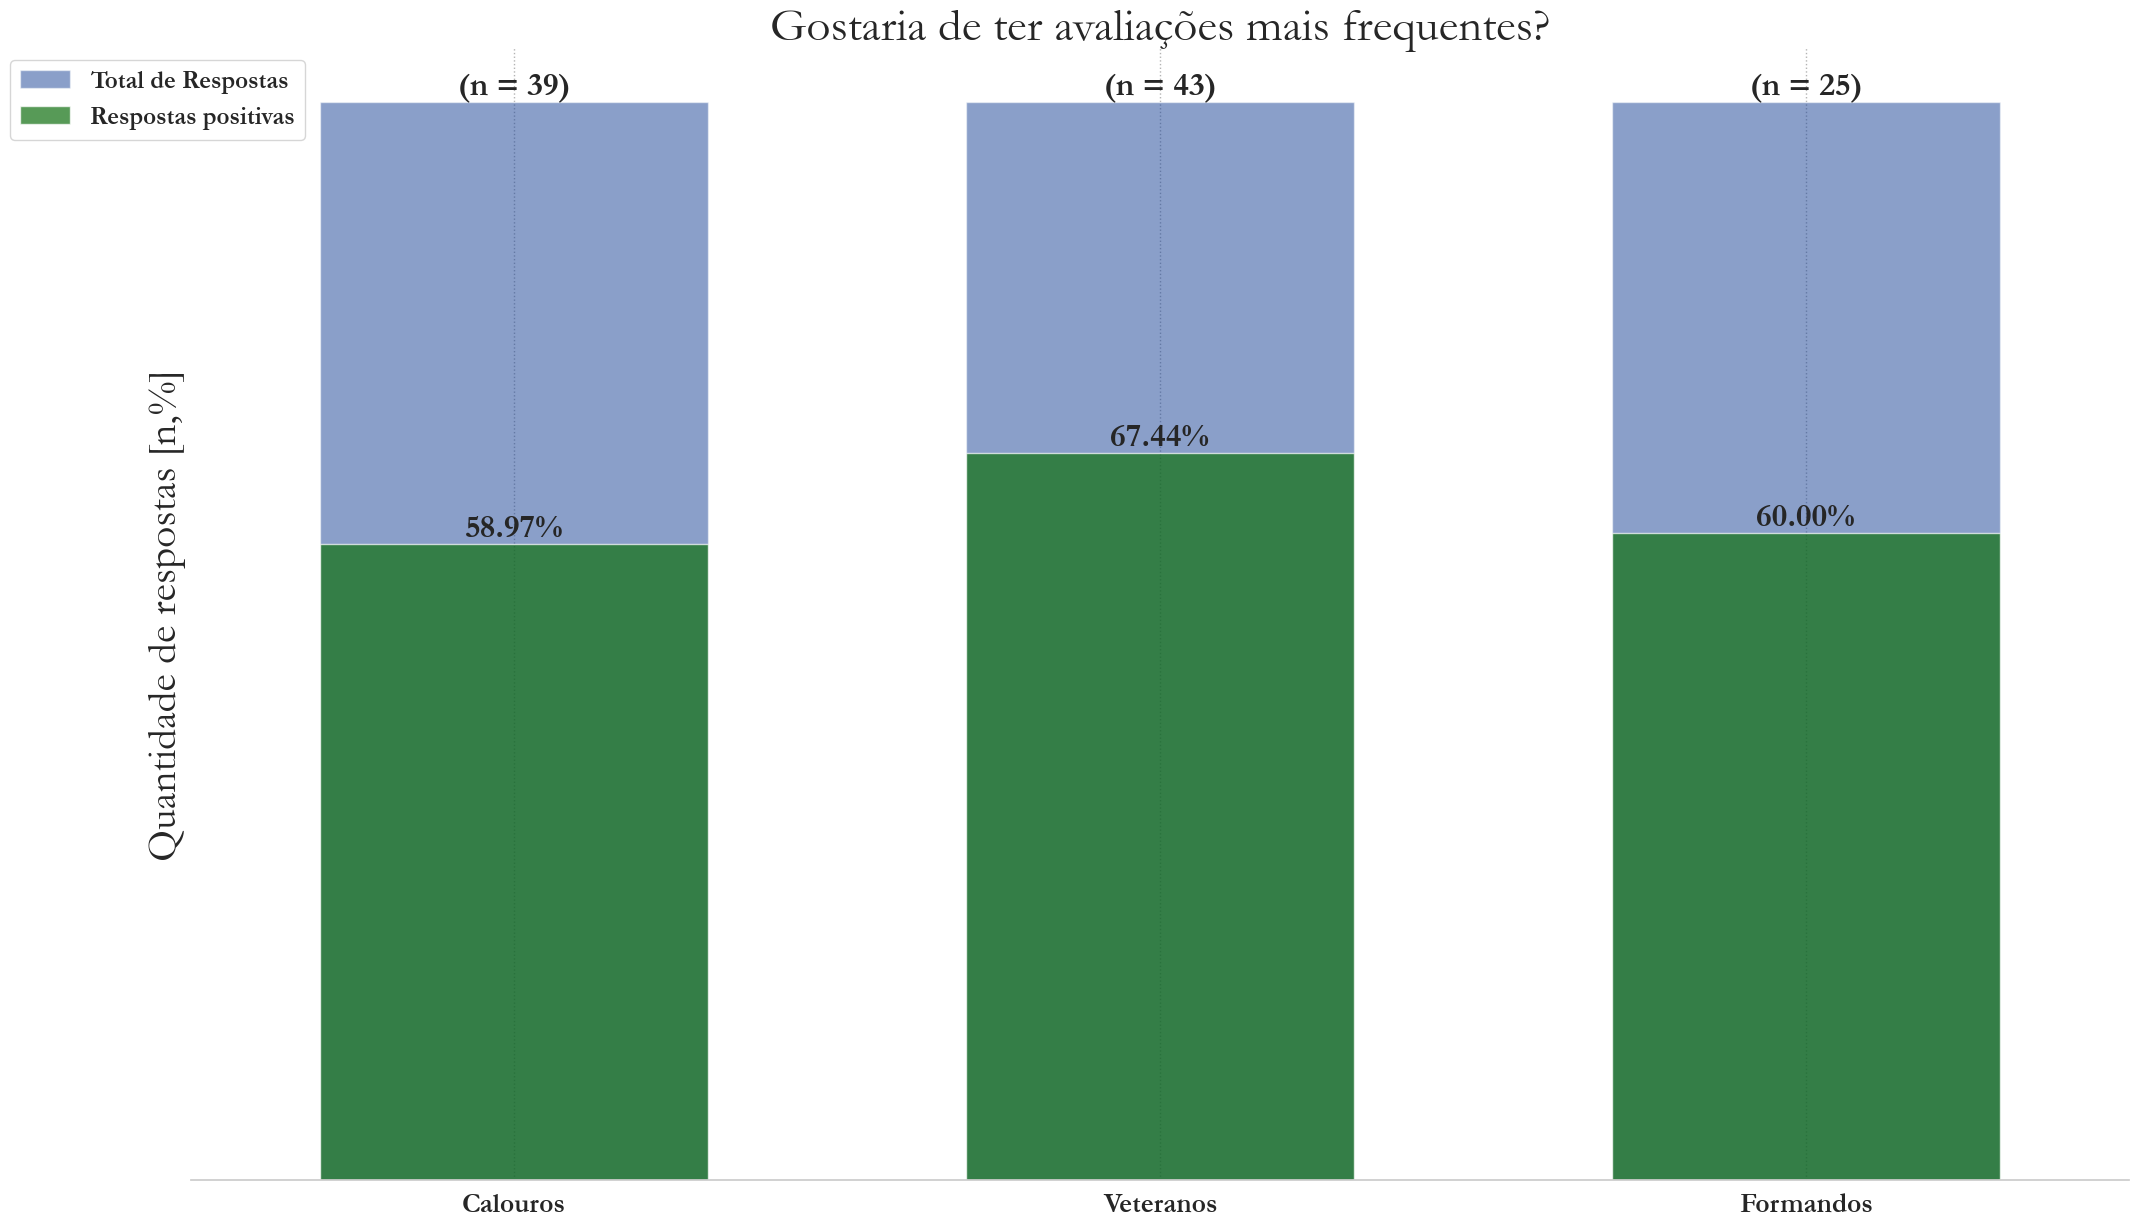 Gostaria de ter avaliações mais frequentes?
Total de Respostas
Respostas positivas
(n = 39)
(n = 43)
(n = 25)
Quantidade de respostas [n,%]
58.97%
67.44%
60.00%
Calouros
Veteranos
Formandos